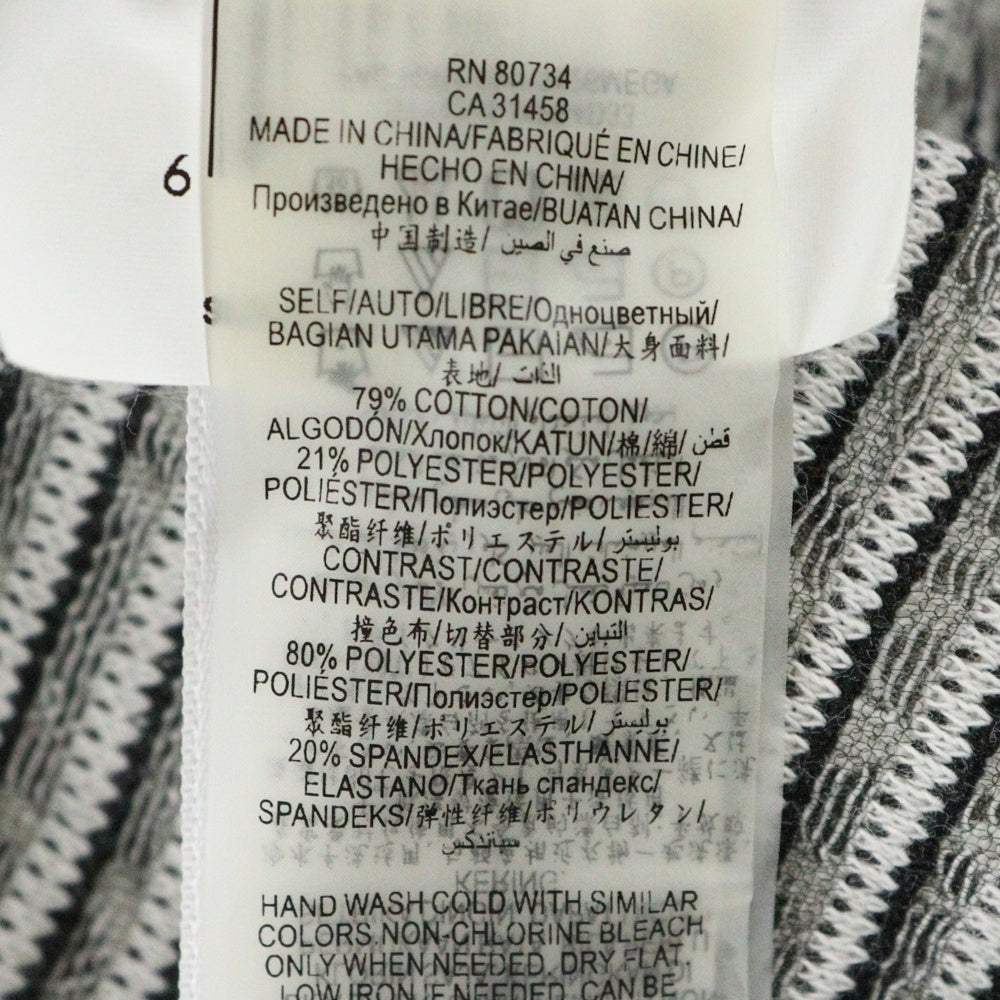 RN 80734
CA 31458
MADE IN CHINA/FABRIQUÉ EN CHINE/
HECHO EN CHINA/
Произведено в Китае/BUATAN CHINA/
中国制造/ صنع في الصين
6
SELF/AUTO/LIBRE/Одноцветный/
BAGIAN UTAMA PAKAIAN/大身面料/
表地/ الذات
79% COTTON/COTON/
ALGODÓN/Хлопок/KATUN/棉/綿/ قطن
21% POLYESTER/POLYESTER/
POLIÉSTER/Полиэстер/POLIESTER/
聚酯纤维/ポリエステル/ بوليستر
CONTRAST/CONTRASTE/
CONTRASTE/Контраст/KONTRAS/
撞色布/切替部分/ التباين
80% POLYESTER/POLYESTER/
POLIÉSTER/Полиэстер/POLIESTER/
聚酯纤维/ポリエステル/ بوليستر
20% SPANDEX/ELASTHANNE/
ELASTANO/Ткань спандекс/
SPANDEKS/弹性纤维/ポリウレタン/
سباندكس
HAND WASH COLD WITH SIMILAR
COLORS.NON-CHLORINE BLEACH
ONLY WHEN NEEDED. DRY FLAT.
LOW IRON IF NEEDED. CAN BE